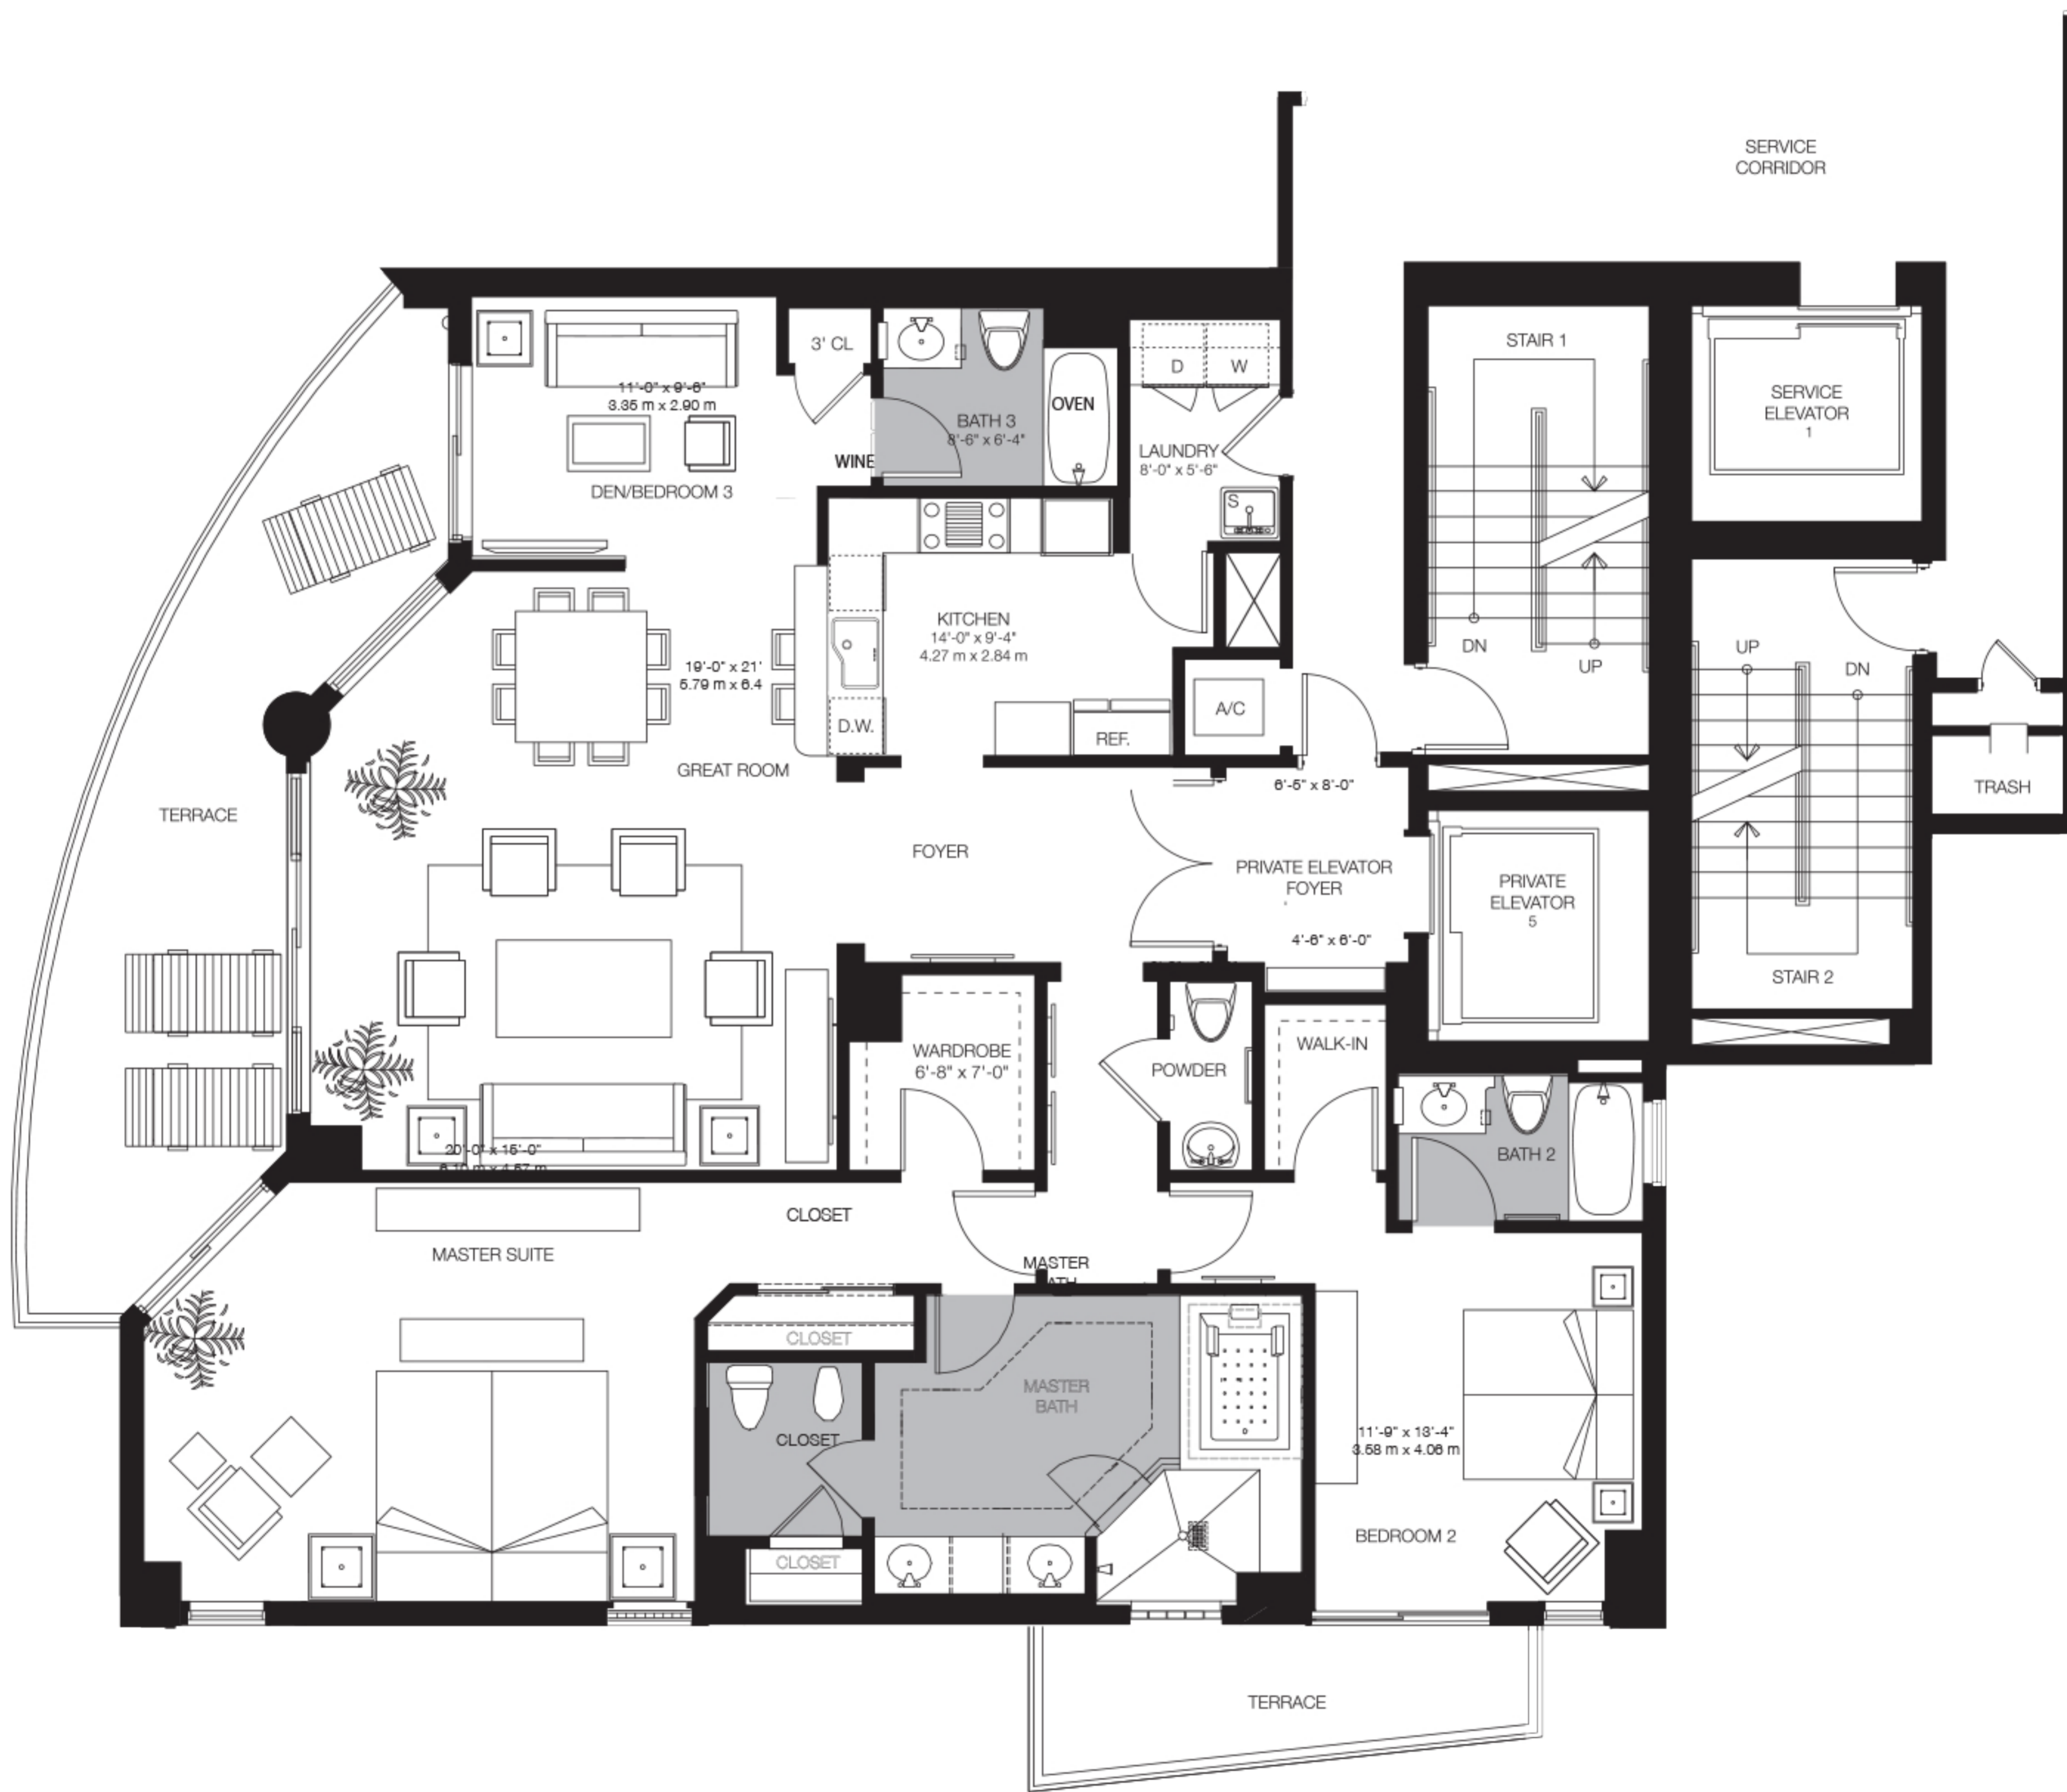 SERVICE
CORRIDOR
STAIR 1
3' CL
D
W
SERVICE
ELEVATOR
1
11'-0" x 9'-6"
3.35 m x 2.90 m
OVEN
BATH 3
8'-6" x 6'-4"
LAUNDRY
8'-0" x 5'-6"
WINE
DEN/BEDROOM 3
S
KITCHEN
14'-0" x 9'-4"
4.27 m x 2.84 m
DN
UP
UP
DN
19'-0" x 21'
5.79 m x 6.4
A/C
D.W.
REF.
GREAT ROOM
6'-5" x 8'-0"
TRASH
TERRACE
FOYER
PRIVATE ELEVATOR
FOYER
PRIVATE
ELEVATOR
5
4'-6" x 6'-0"
STAIR 2
WARDROBE
6'-8" x 7'-0"
WALK-IN
POWDER
20'-0" x 15'-0"
BATH 2
CLOSET
MASTER SUITE
MASTER
CLOSET
MASTER
BATH
CLOSET
11'-9" x 13'-4"
3.58 m x 4.06 m
BEDROOM 2
CLOSET
TERRACE